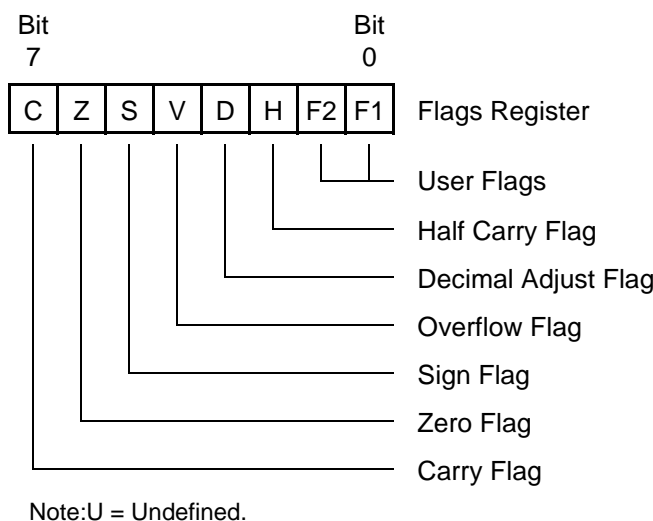 Bit Bit
7 0
C Z S V D H F2 F1 Flags Register
User Flags
Half Carry Flag
Decimal Adjust Flag
Overflow Flag
Sign Flag
Zero Flag
Carry Flag
Note:U = Undefined.